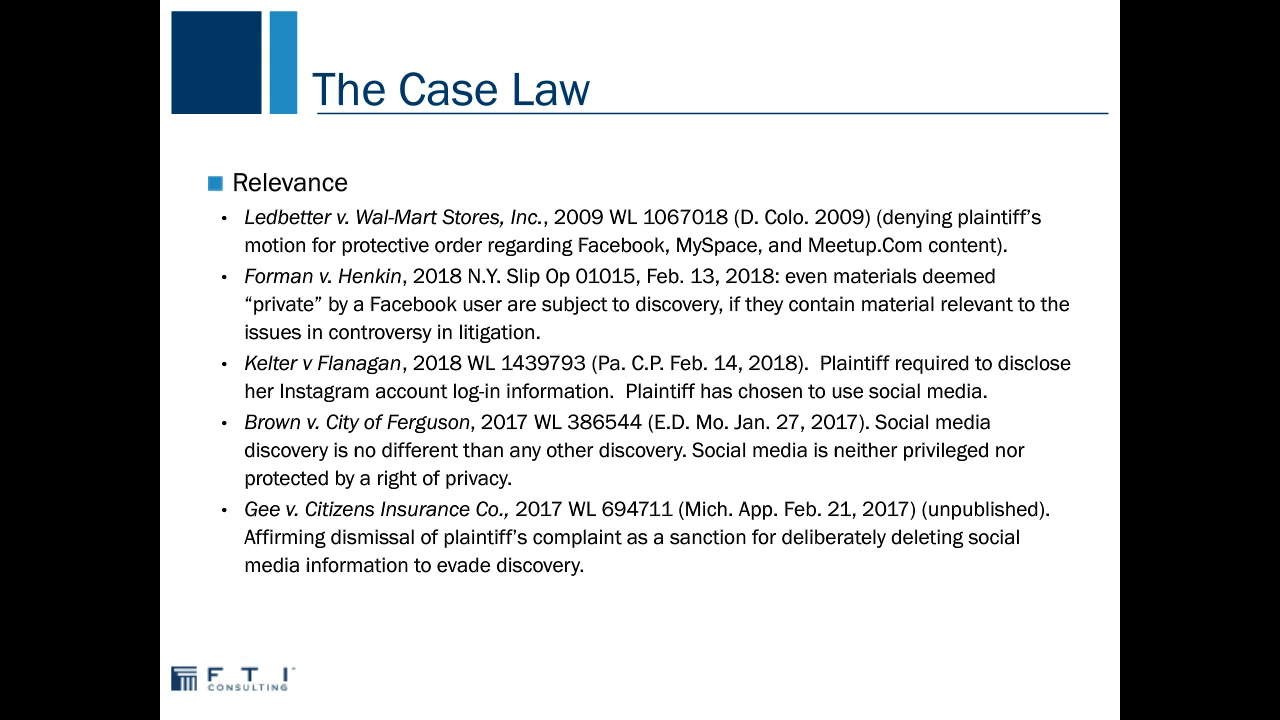 The Case Law
Relevance
• Ledbetter v. Wal-Mart Stores, Inc., 2009 WL 1067018 (D. Colo. 2009) (denying plaintiff’s
motion for protective order regarding Facebook, MySpace, and Meetup.Com content).
• Forman v. Henkin, 2018 N.Y. Slip Op 01015, Feb. 13, 2018: even materials deemed
“private” by a Facebook user are subject to discovery, if they contain material relevant to the
issues in controversy in litigation.
• Kelter v Flanagan, 2018 WL 1439793 (Pa. C.P. Feb. 14, 2018).  Plaintiff required to disclose
her Instagram account log-in information.  Plaintiff has chosen to use social media.
• Brown v. City of Ferguson, 2017 WL 386544 (E.D. Mo. Jan. 27, 2017). Social media
discovery is no different than any other discovery. Social media is neither privileged nor
protected by a right of privacy.
• Gee v. Citizens Insurance Co., 2017 WL 694711 (Mich. App. Feb. 21, 2017) (unpublished).
Affirming dismissal of plaintiff’s complaint as a sanction for deliberately deleting social
media information to evade discovery.
F T I
CONSULTING